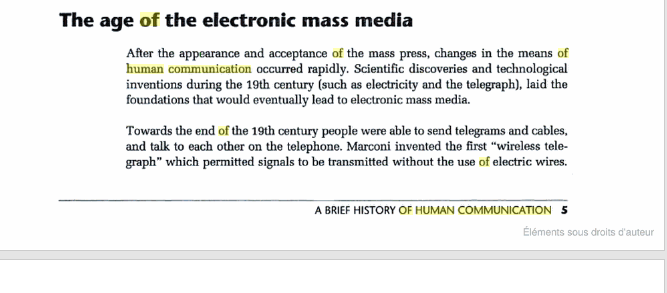 The age of the electronic mass media
After the appearance and acceptance of the mass press, changes in the means of
human communication occurred rapidly. Scientific discoveries and technological
inventions during the 19th century (such as electricity and the telegraph), laid the
foundations that would eventually lead to electronic mass media.
Towards the end of the 19th century people were able to send telegrams and cables,
and talk to each other on the telephone. Marconi invented the first “wireless tele-
graph” which permitted signals to be transmitted without the use of electric wires.
A BRIEF HISTORY OF HUMAN COMMUNICATION 5
Éléments sous droits d'auteur